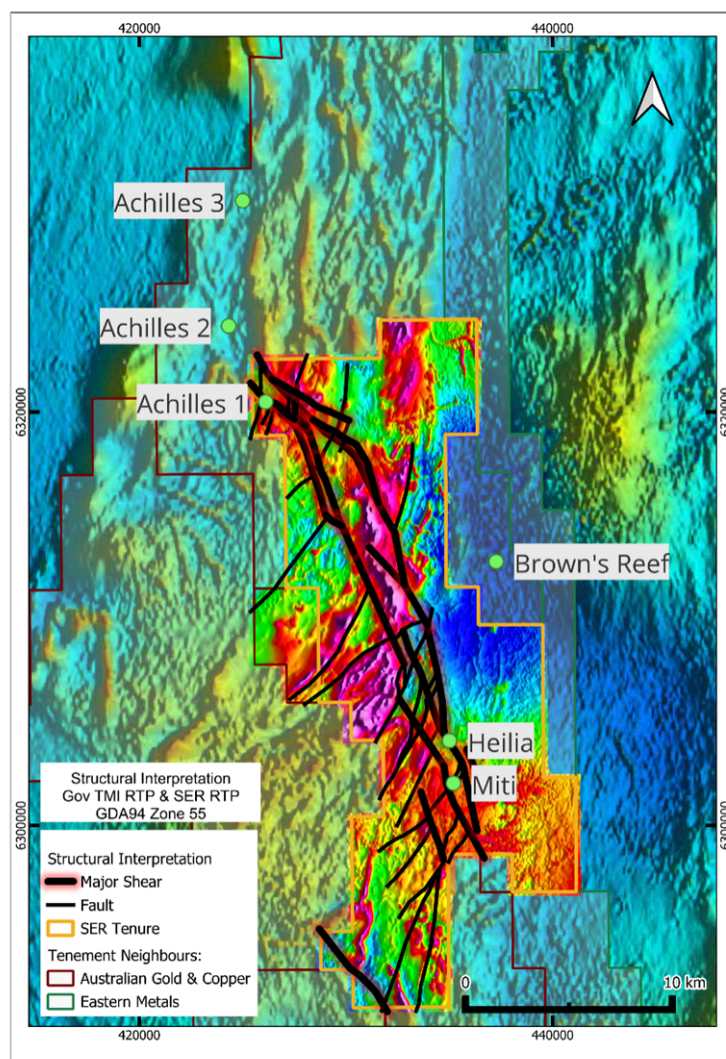 420000
440000
Achilles 3
Achilles 2
Achilles 1
6320000
6320000
Brown's Reef
Heilia
Miti
6300000
6300000
Structural Interpretation
Gov TMI RTP & SER RTP
GDA94 Zone 55
Structural Interpretation
Major Shear
Fault
SER Tenure
Tenement Neighbours:
Australian Gold & Copper
Eastern Metals
0
10 km
420000
440000